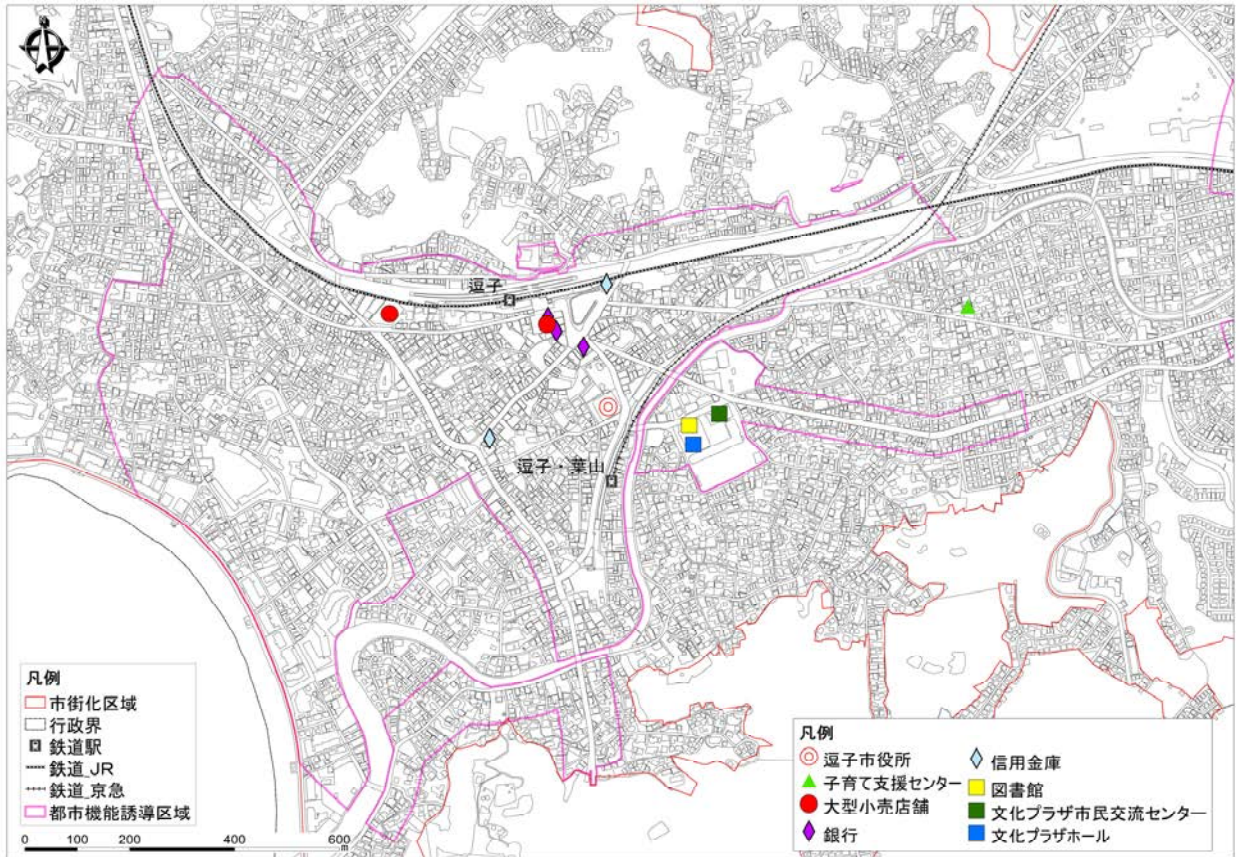 逗子
逗子・葉山
凡例
市街化区域
行政界
鉄道駅
鉄道_JR
鉄道_京急
都市機能誘導区域
0 100 200 400 600
m
凡例
逗子市役所
子育て支援センター
大型小売店舗
銀行
信用金庫
図書館
文化プラザ市民交流センター
文化プラザホール